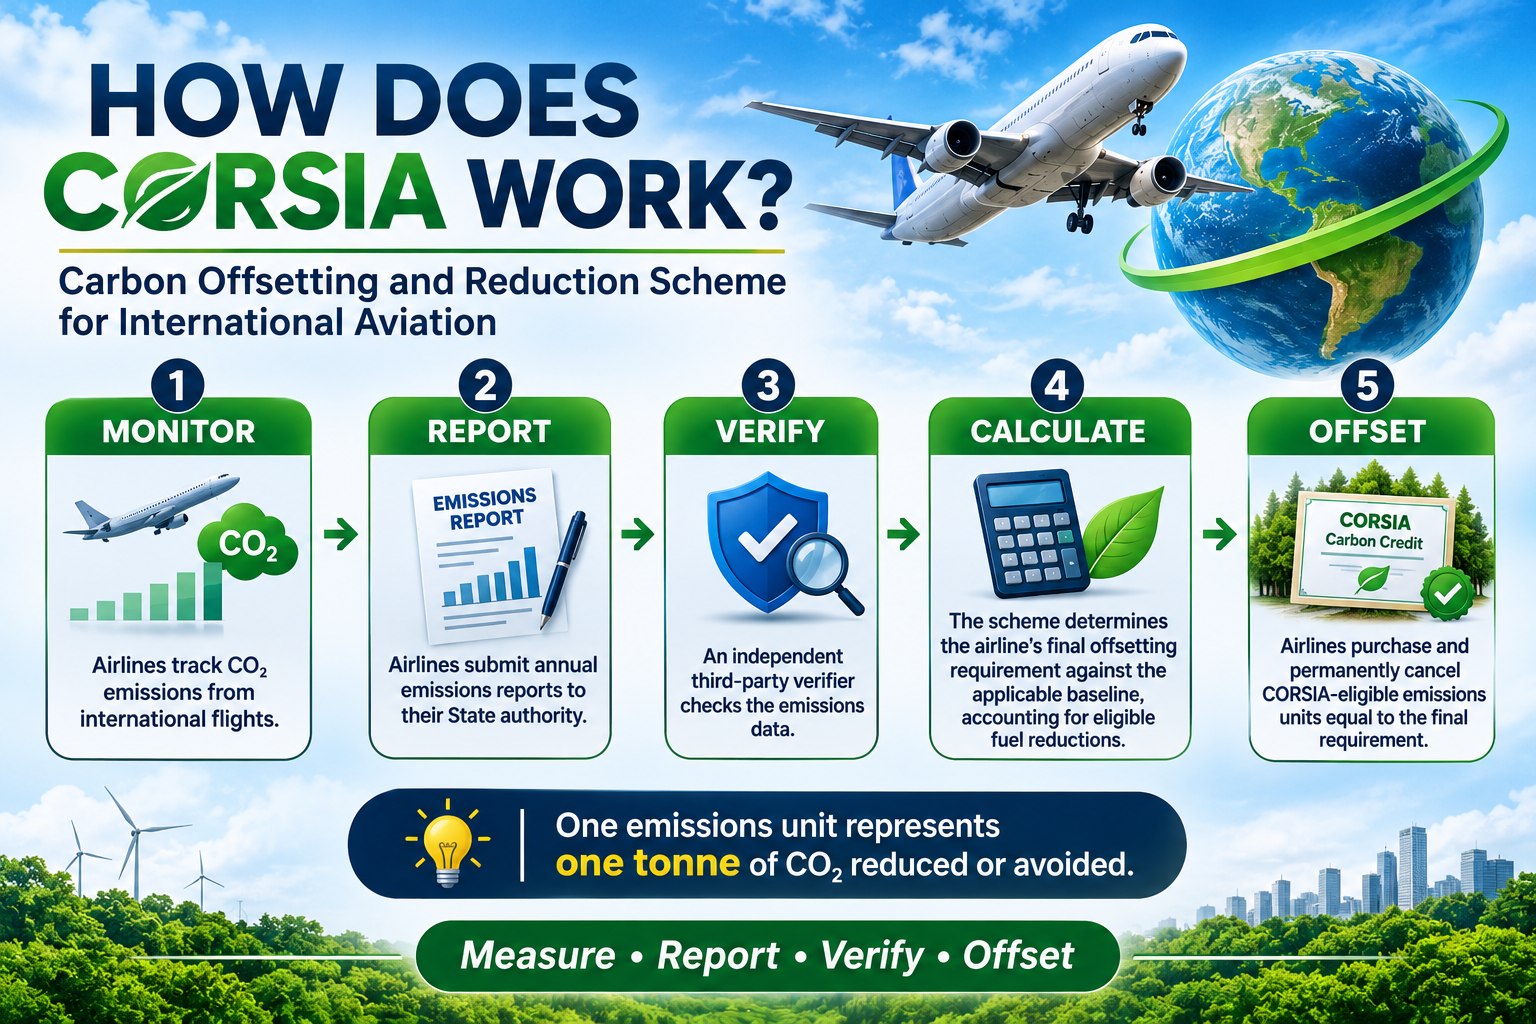 HOW DOES
CORSIA WORK?
Carbon Offsetting and Reduction Scheme
for International Aviation
1
MONITOR
CO₂
Airlines track CO₂
emissions from
international flights.
2
REPORT
EMISSIONS
REPORT
Airlines submit annual
emissions reports to
their State authority.
3
VERIFY
An independent
third-party verifier
checks the emissions
data.
4
CALCULATE
The scheme determines
the airline's final offsetting
requirement against the
applicable baseline,
accounting for eligible
fuel reductions.
5
OFFSET
CORSIA
Carbon Credit
Airlines purchase and
permanently cancel
CORSIA-eligible emissions
units equal to the final
requirement.
One emissions unit represents
one tonne of CO₂ reduced or avoided.
Measure • Report • Verify • Offset